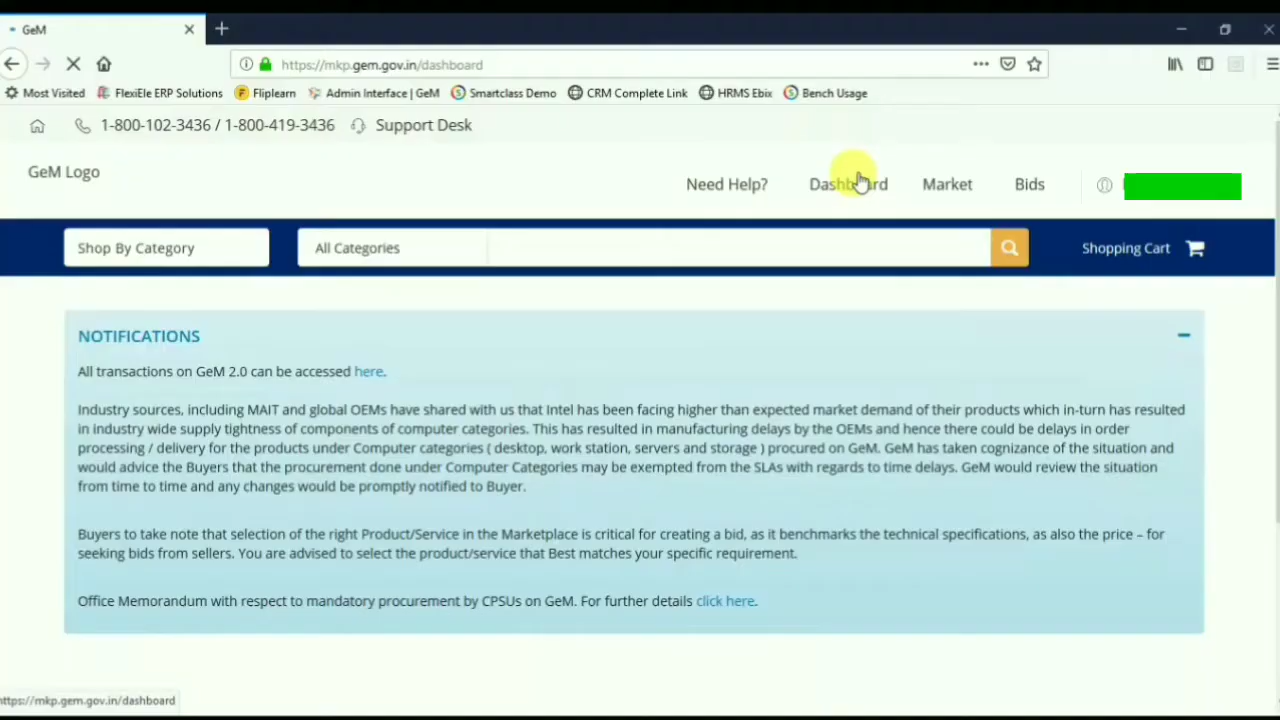 GeM
https://mkp.gem.gov.in/dashboard
Most Visited FlexiEle ERP Solutions Fliplearn Admin Interface | GeM Smartclass Demo CRM Complete Link HRMS Ebix Bench Usage
1-800-102-3436 / 1-800-419-3436 Support Desk
GeM Logo
Need Help? Dashboard Market Bids
Shop By Category All Categories Shopping Cart
NOTIFICATIONS
All transactions on GeM 2.0 can be accessed here.
Industry sources, including MAIT and global OEMs have shared with us that Intel has been facing higher than expected market demand of their products which in-turn has resulted
in industry wide supply tightness of components of computer categories. This has resulted in manufacturing delays by the OEMs and hence there could be delays in order
processing / delivery for the products under Computer categories ( desktop, work station, servers and storage ) procured on GeM. GeM has taken cognizance of the situation and
would advice the Buyers that the procurement done under Computer Categories may be exempted from the SLAs with regards to time delays. GeM would review the situation
from time to time and any changes would be promptly notified to Buyer.
Buyers to take note that selection of the right Product/Service in the Marketplace is critical for creating a bid, as it benchmarks the technical specifications, as also the price – for
seeking bids from sellers. You are advised to select the product/service that Best matches your specific requirement.
Office Memorandum with respect to mandatory procurement by CPSUs on GeM. For further details click here.
https://mkp.gem.gov.in/dashboard